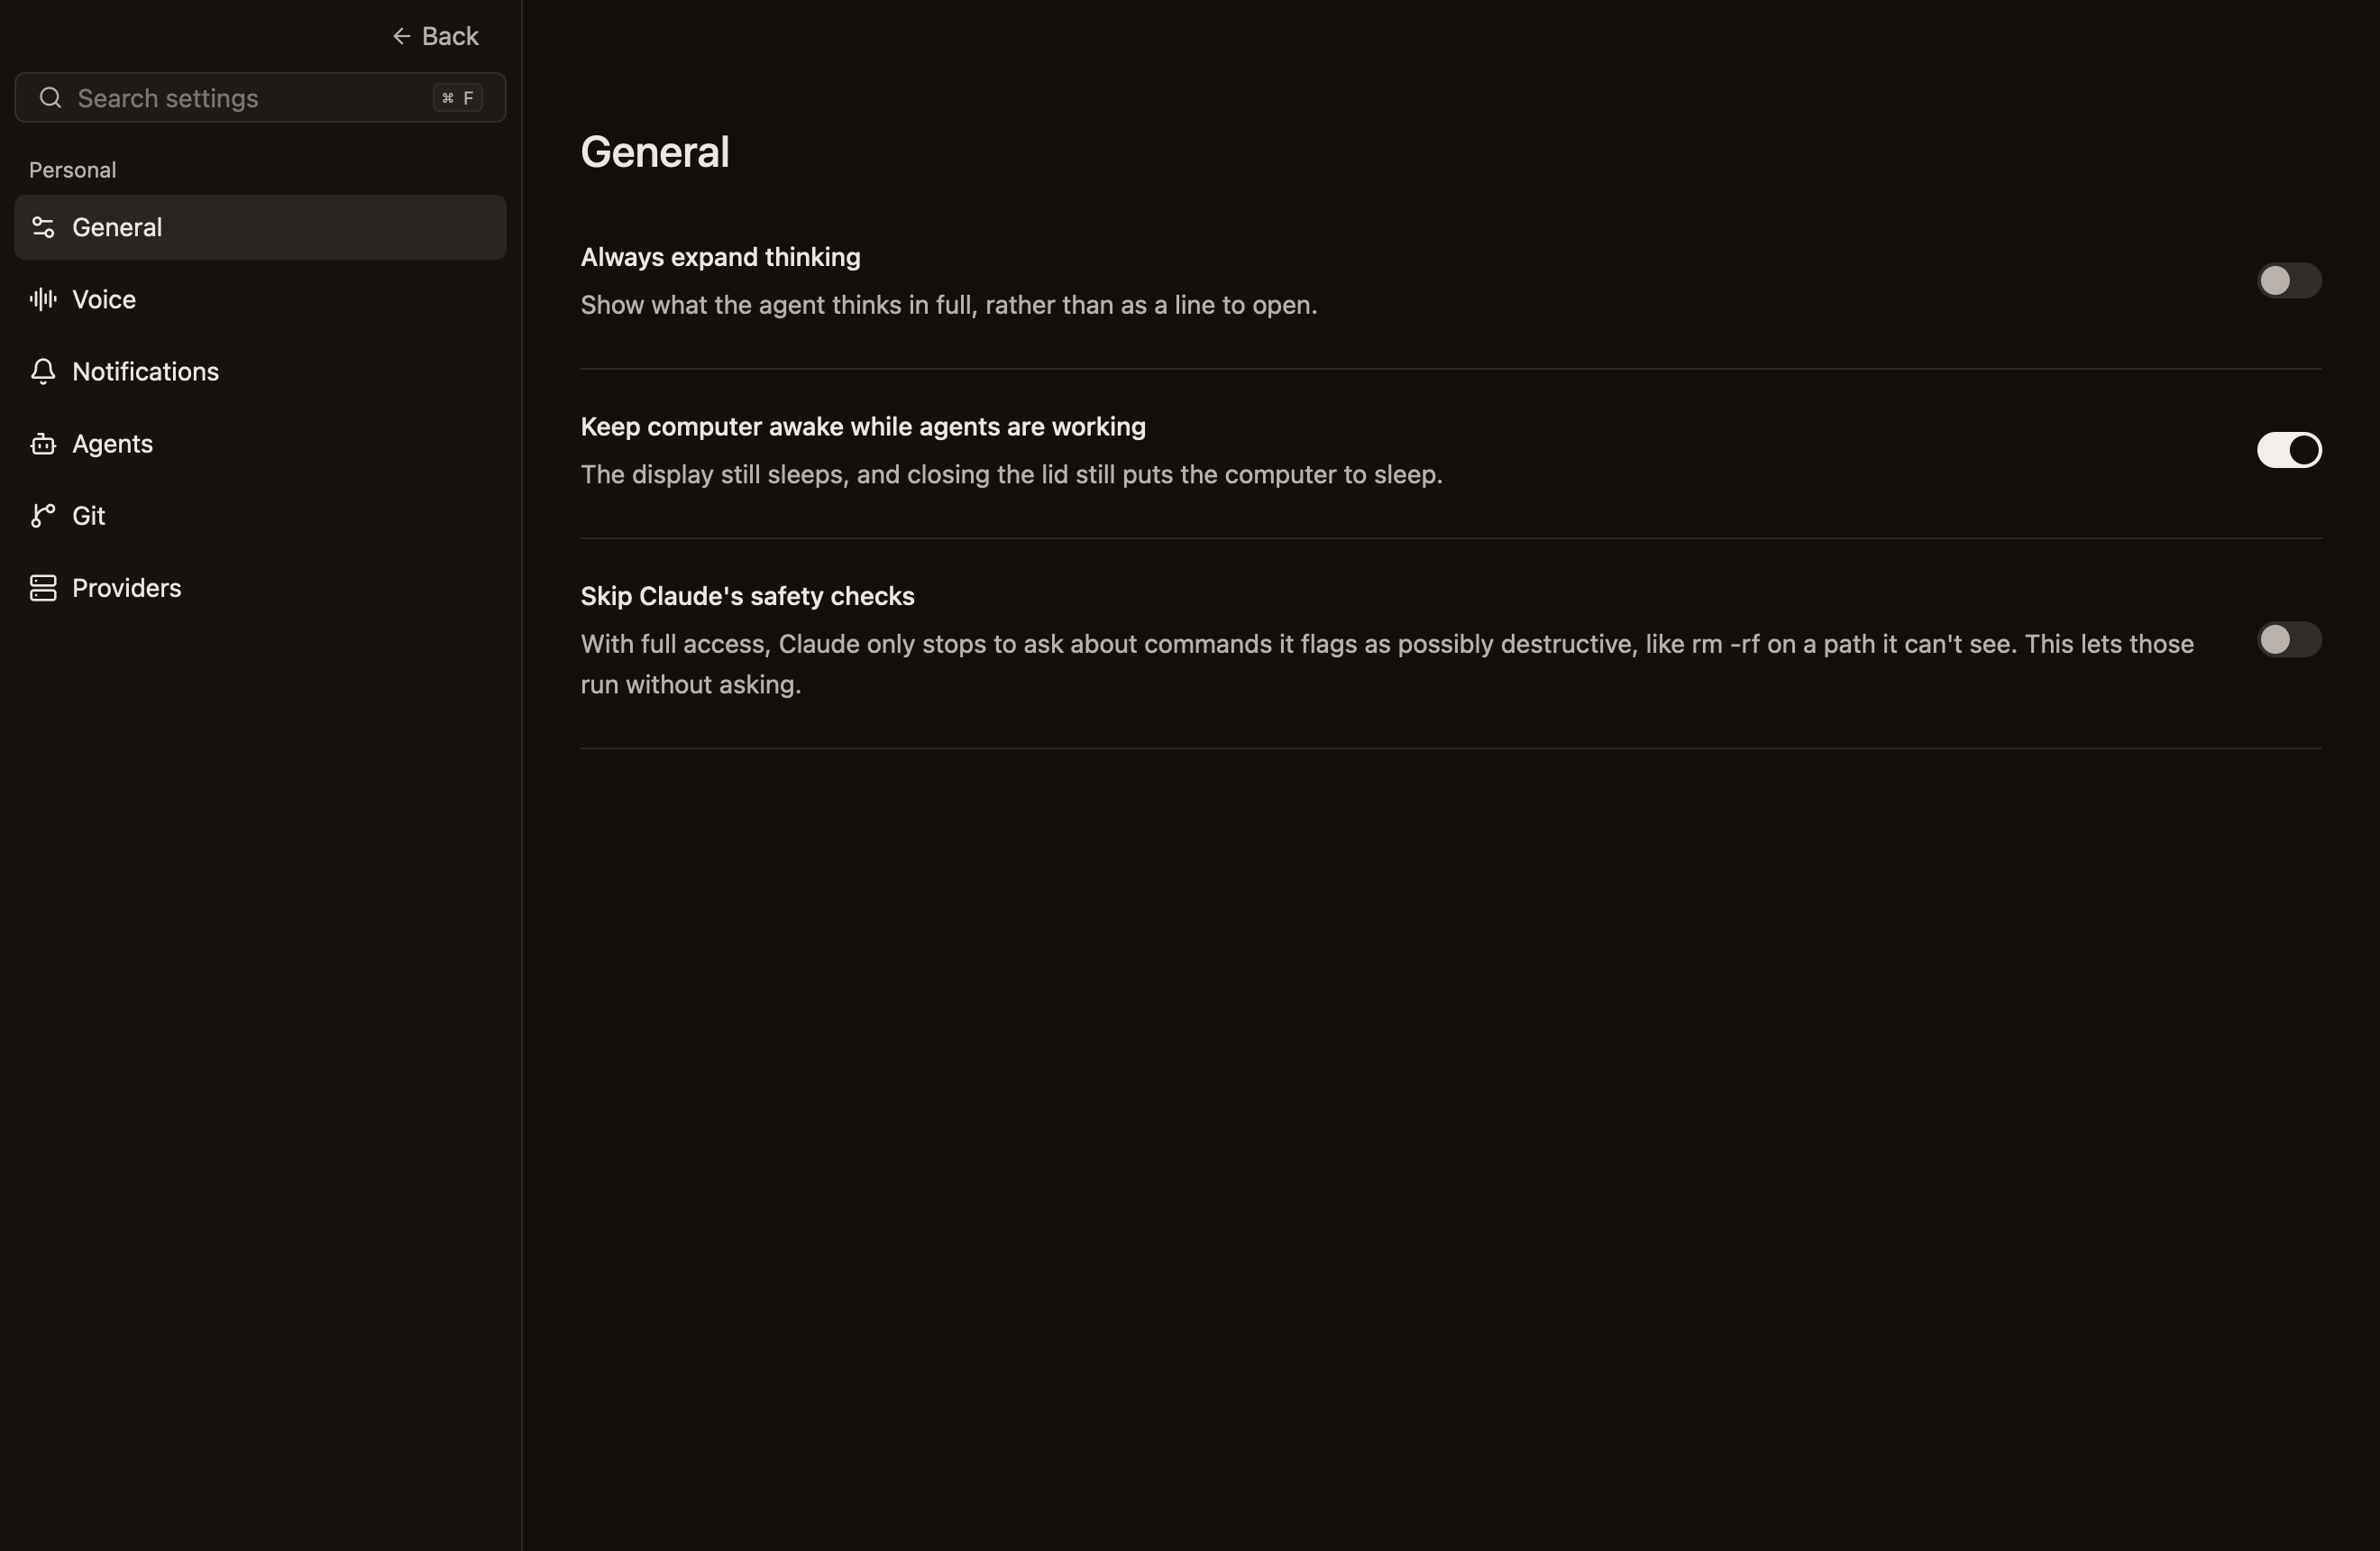 Back
Search settings
⌘ F
Personal
General
Voice
Notifications
Agents
Git
Providers
General
Always expand thinking
Show what the agent thinks in full, rather than as a line to open.
Keep computer awake while agents are working
The display still sleeps, and closing the lid still puts the computer to sleep.
Skip Claude's safety checks
With full access, Claude only stops to ask about commands it flags as possibly destructive, like rm -rf on a path it can't see. This lets those
run without asking.